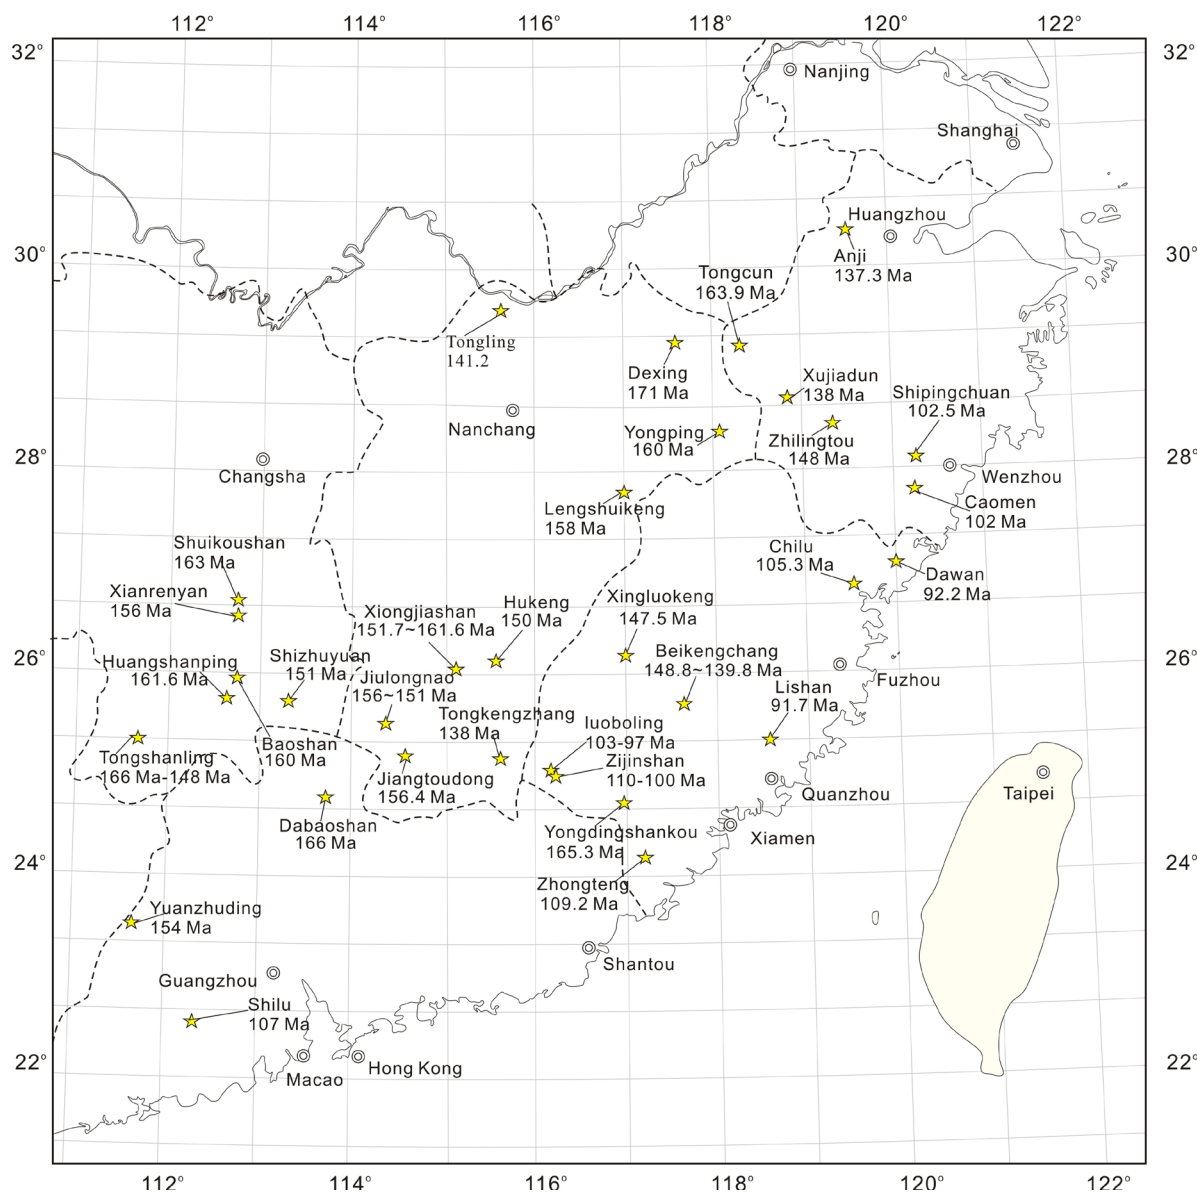 112° 114° 116° 118° 120° 122°
32° 32°
Nanjing
Shanghai
Huangzhou
30° 30°
Anji
137.3 Ma
Tongcun
163.9 Ma
Tongling
141.2
Dexing
171 Ma
Xujiadun
138 Ma
Shipingchuan
102.5 Ma
Nanchang
Yongping
160 Ma
Zhilingtou
148 Ma
28° 28°
Changsha
Wenzhou
Lengshuikeng
158 Ma
Caomen
102 Ma
Shuikoushan
163 Ma
Chilu
105.3 Ma
Dawan
92.2 Ma
Xianrenyan
156 Ma
Xiongjiashan
151.7~161.6 Ma
Hukeng
150 Ma
Xingluokeng
147.5 Ma
26° 26°
Huangshanping
161.6 Ma
Shizhuyuan
151 Ma
Jiulongnao
156~151 Ma
Beikengchang
148.8~139.8 Ma
Fuzhou
Lishan
91.7 Ma
Tongkengzhang
138 Ma
Iuoboling
103-97 Ma
Baoshan
160 Ma
Tongshanling
166 Ma-148 Ma
Zijinshan
110-100 Ma
Jiangtoudong
156.4 Ma
Quanzhou
Taipei
Dabaoshan
166 Ma
Yongdingshankou
165.3 Ma
Xiamen
24° 24°
Zhongteng
109.2 Ma
Yuanzhuding
154 Ma
Shantou
Guangzhou
Shilu
107 Ma
22° 22°
Macao
Hong Kong
112° 114° 116° 118° 120° 122°